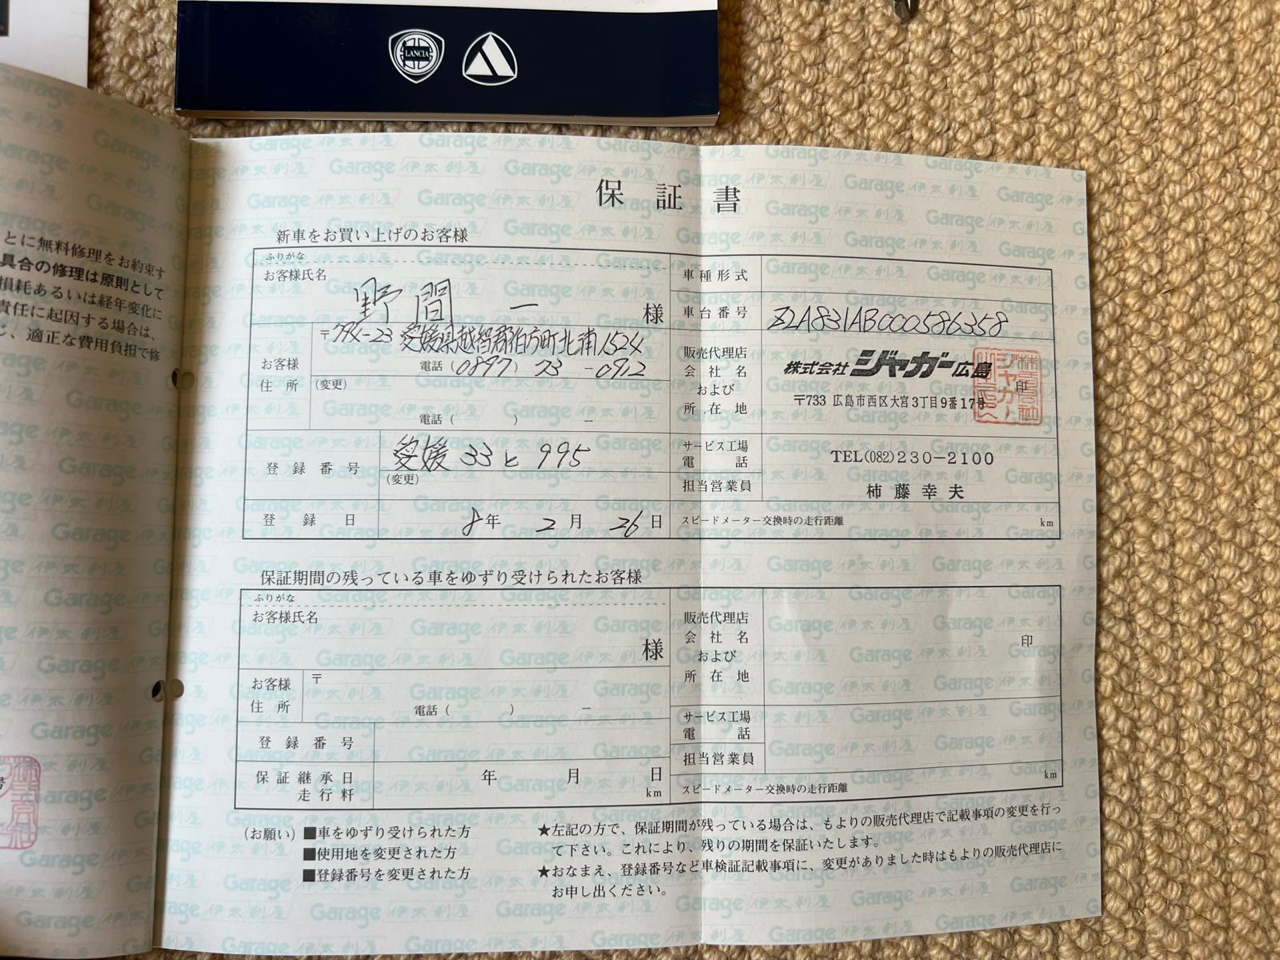 LANCIA
とに無料修理をお約束す
具合の修理は原則として
損耗あるいは経年変化に
責任に起因する場合は、
適正な費用負担で修
保証書
新車をお買い上げのお客様
ふりがな
お客様氏名
野間 一 様
お客様住所
〒794-23 愛媛県越智郡伯方町北浦1524
電話(0897)73-0912
(変更)
電話( ) −
登録番号
愛媛33と995
(変更)
登録日 8年 2月 26日
車種形式
車台番号 ZLA831AB000586358
販売代理店
会社名
および
所在地
株式会社ジャガー広島 印
〒733 広島市西区大宮3丁目9番17号
サービス工場
電話
TEL(082)230-2100
担当営業員 柿藤幸夫
スピードメーター交換時の走行距離 km
保証期間の残っている車をゆずり受けられたお客様
ふりがな
お客様氏名
様
お客様住所
〒
電話( ) −
登録番号
保証継承日 年 月 日
走行粁 km
販売代理店
会社名
および
所在地
印
サービス工場
電話
担当営業員
スピードメーター交換時の走行距離 km
(お願い)
■車をゆずり受けられた方
■使用地を変更された方
■登録番号を変更された方
★左記の方で、保証期間が残っている場合は、もよりの販売代理店で記載事項の変更を行っ
て下さい。これにより、残りの期間を保証いたします。
★おなまえ、登録番号など車検証記載事項に、変更がありました時はもよりの販売代理店に
お申し出ください。
Garage 伊太利屋